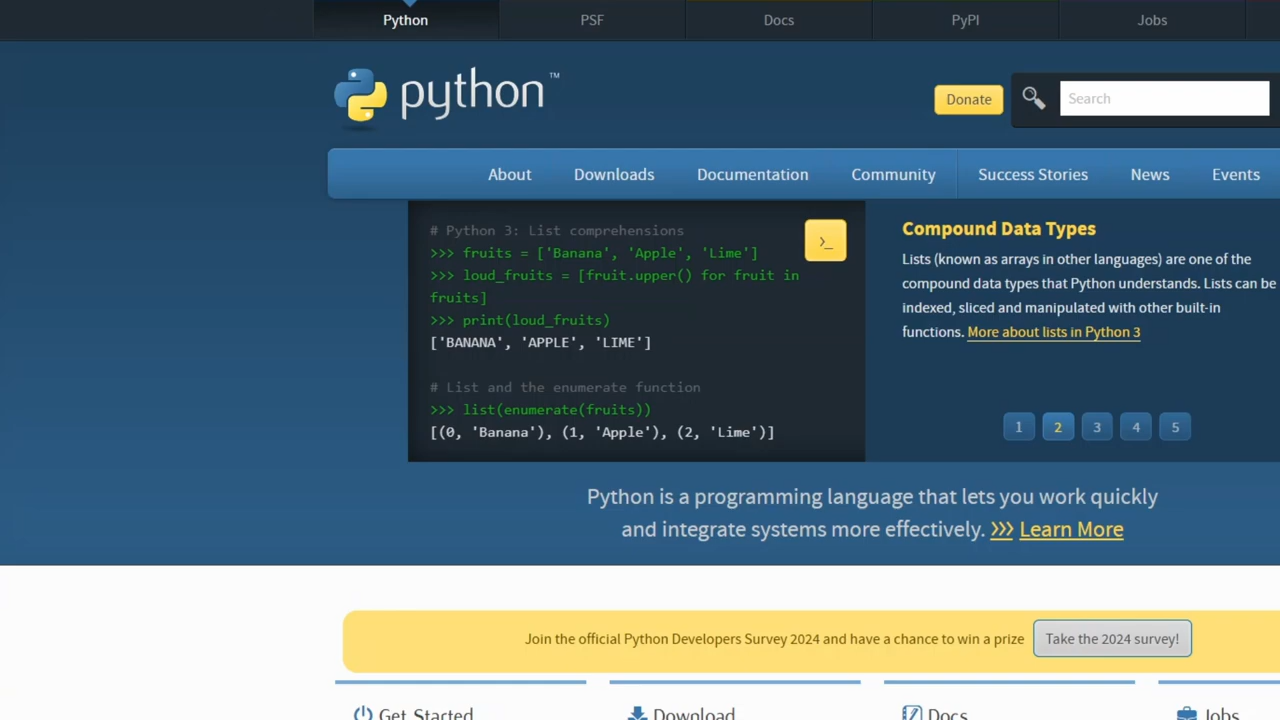 Python PSF Docs PyPI Jobs
python™
Donate Search
About Downloads Documentation Community Success Stories News Events
# Python 3: List comprehensions
>>> fruits = ['Banana', 'Apple', 'Lime']
>>> loud_fruits = [fruit.upper() for fruit in
fruits]
>>> print(loud_fruits)
['BANANA', 'APPLE', 'LIME']
# List and the enumerate function
>>> list(enumerate(fruits))
[(0, 'Banana'), (1, 'Apple'), (2, 'Lime')]
>_
Compound Data Types
Lists (known as arrays in other languages) are one of the
compound data types that Python understands. Lists can be
indexed, sliced and manipulated with other built-in
functions. More about lists in Python 3
1 2 3 4 5
Python is a programming language that lets you work quickly
and integrate systems more effectively. >>> Learn More
Join the official Python Developers Survey 2024 and have a chance to win a prize Take the 2024 survey!
Get Started Download Docs Jobs